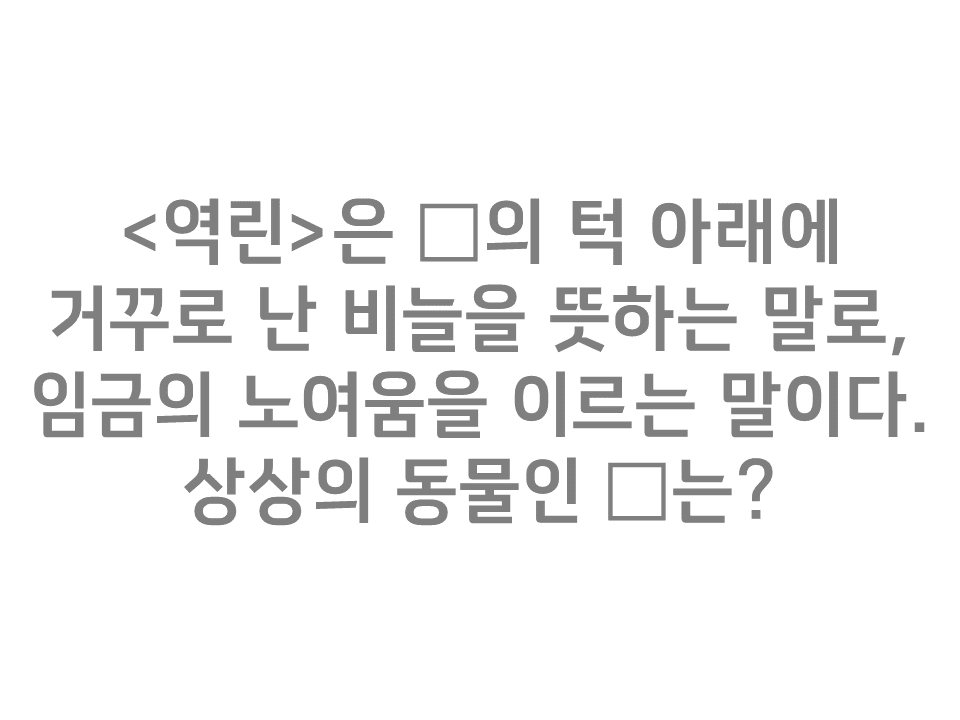 <역린>은 □의 턱 아래에
거꾸로 난 비늘을 뜻하는 말로,
임금의 노여움을 이르는 말이다.
상상의 동물인 □는?